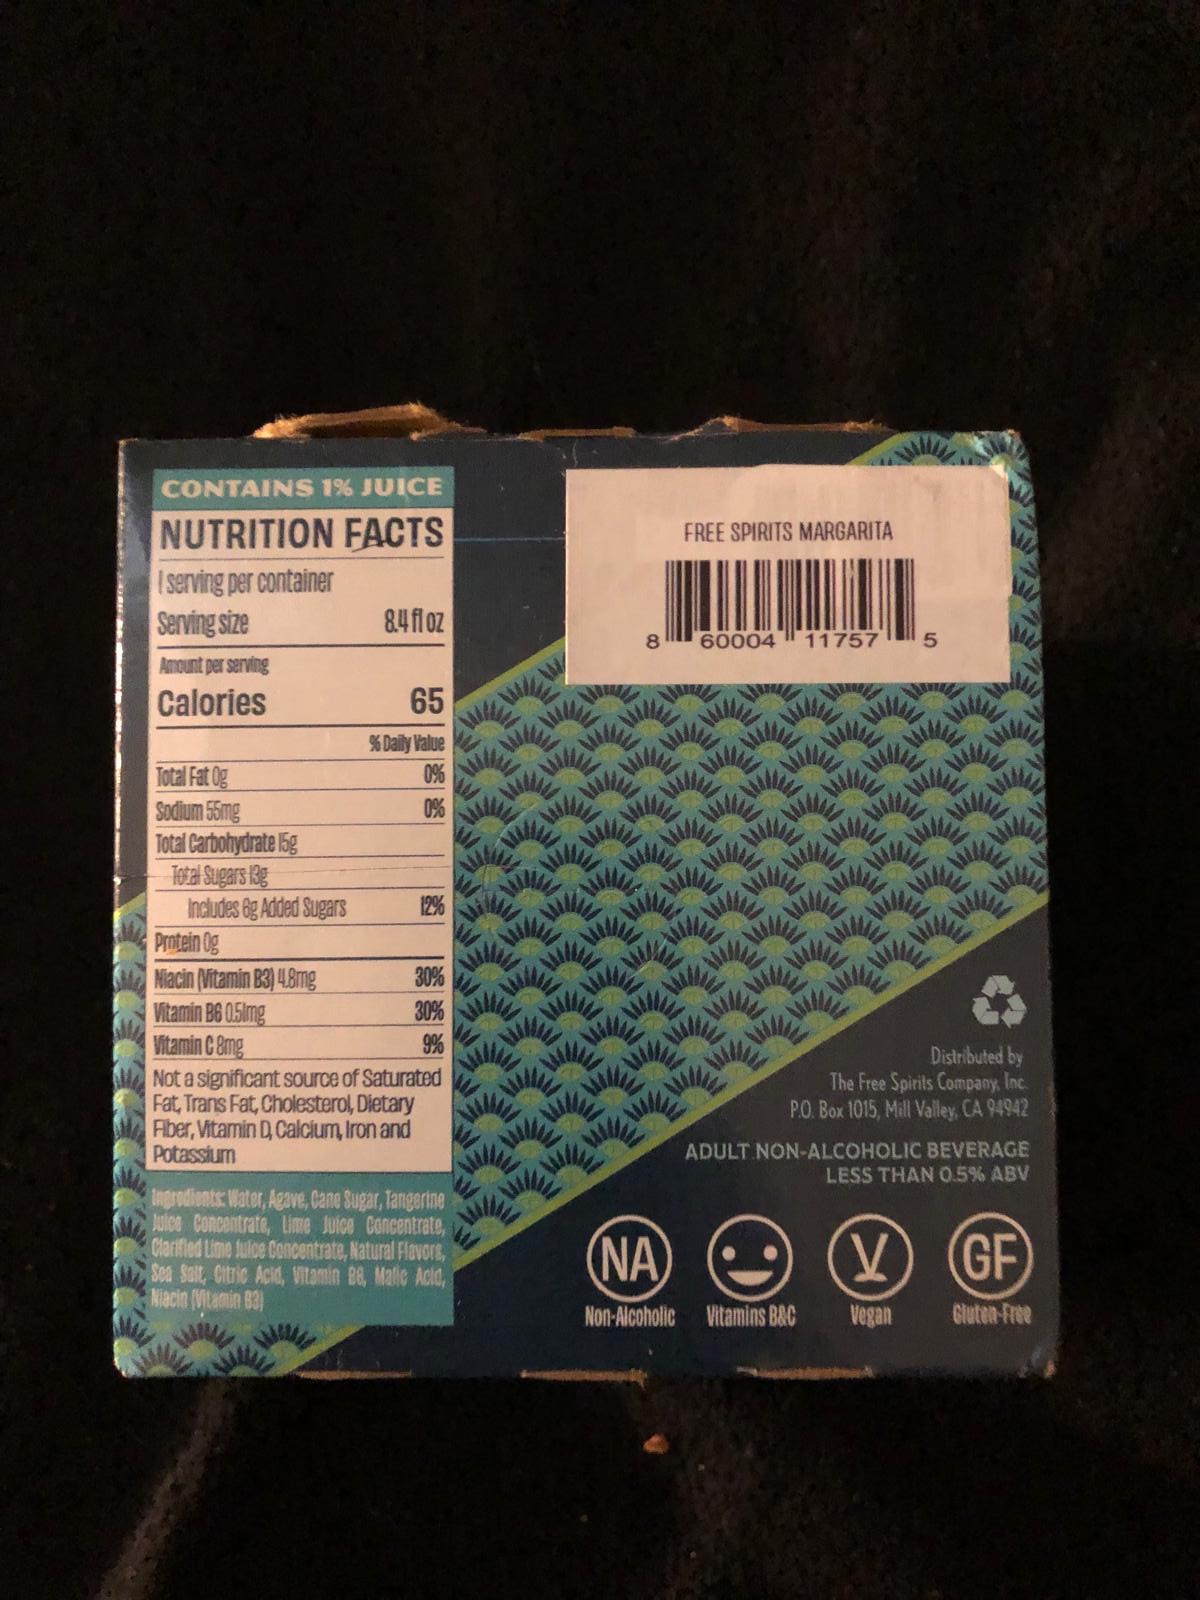 CONTAINS 1% JUICE
NUTRITION FACTS
1 serving per container
Serving size 8.4 fl oz
Amount per serving
Calories 65
% Daily Value
Total Fat 0g 0%
Sodium 55mg 0%
Total Carbohydrate 15g
Total Sugars 13g
Includes 6g Added Sugars 12%
Protein 0g
Niacin (Vitamin B3) 4.8mg 30%
Vitamin B6 0.51mg 30%
Vitamin C 8mg 9%
Not a significant source of Saturated
Fat, Trans Fat, Cholesterol, Dietary
Fiber, Vitamin D, Calcium, Iron and
Potassium
Ingredients: Water, Agave, Cane Sugar, Tangerine
Juice Concentrate, Lime Juice Concentrate,
Clarified Lime Juice Concentrate, Natural Flavors,
Sea Salt, Citric Acid, Vitamin B6, Malic Acid,
Niacin (Vitamin B3)
FREE SPIRITS MARGARITA
8 60004 11757 5
Distributed by
The Free Spirits Company, Inc.
P.O. Box 1015, Mill Valley, CA 94942
ADULT NON-ALCOHOLIC BEVERAGE
LESS THAN 0.5% ABV
NA V GF
Non-Alcoholic Vitamins B&C Vegan Gluten-Free